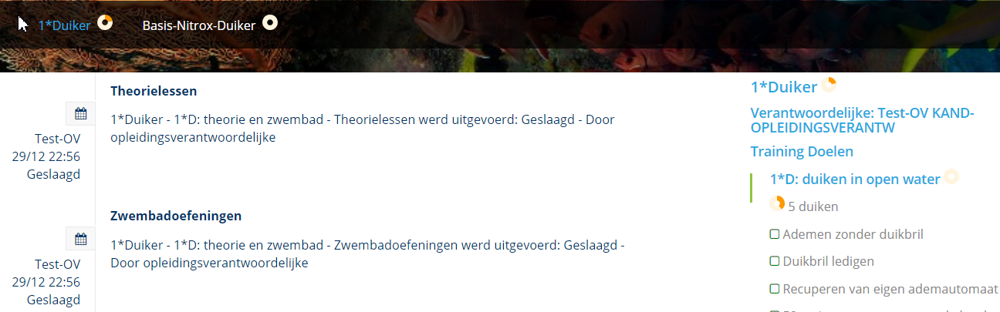 1*Duiker
Basis-Nitrox-Duiker
Theorielessen
1*Duiker - 1*D: theorie en zwembad - Theorielessen werd uitgevoerd: Geslaagd - Door
opleidingsverantwoordelijke
Test-OV
29/12 22:56
Geslaagd
Zwembadoefeningen
1*Duiker - 1*D: theorie en zwembad - Zwembadoefeningen werd uitgevoerd: Geslaagd -
Door opleidingsverantwoordelijke
Test-OV
29/12 22:56
Geslaagd
1*Duiker
Verantwoordelijke: Test-OV KAND-
OPLEIDINGSVERANTW
Training Doelen
1*D: duiken in open water
5 duiken
Ademen zonder duikbril
Duikbril ledigen
Recuperen van eigen ademautomaat